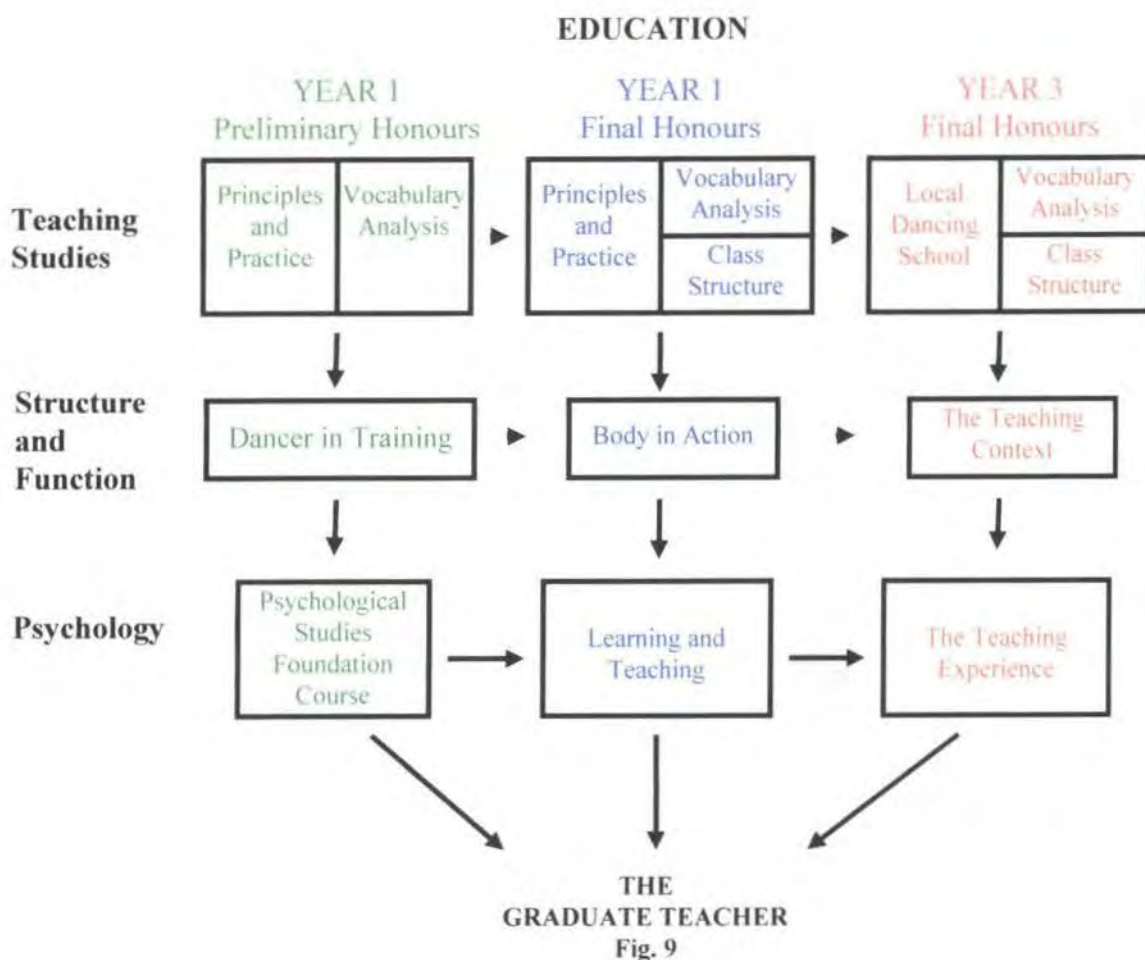 EDUCATION
YEAR 1
Preliminary Honours
YEAR 1
Final Honours
YEAR 3
Final Honours
Teaching
Studies
Principles
and
Practice
Vocabulary
Analysis
Principles
and
Practice
Vocabulary
Analysis
Class
Structure
Local
Dancing
School
Vocabulary
Analysis
Class
Structure
Structure
and
Function
Dancer in Training
Body in Action
The Teaching
Context
Psychology
Psychological
Studies
Foundation
Course
Learning and
Teaching
The Teaching
Experience
THE
GRADUATE TEACHER
Fig. 9